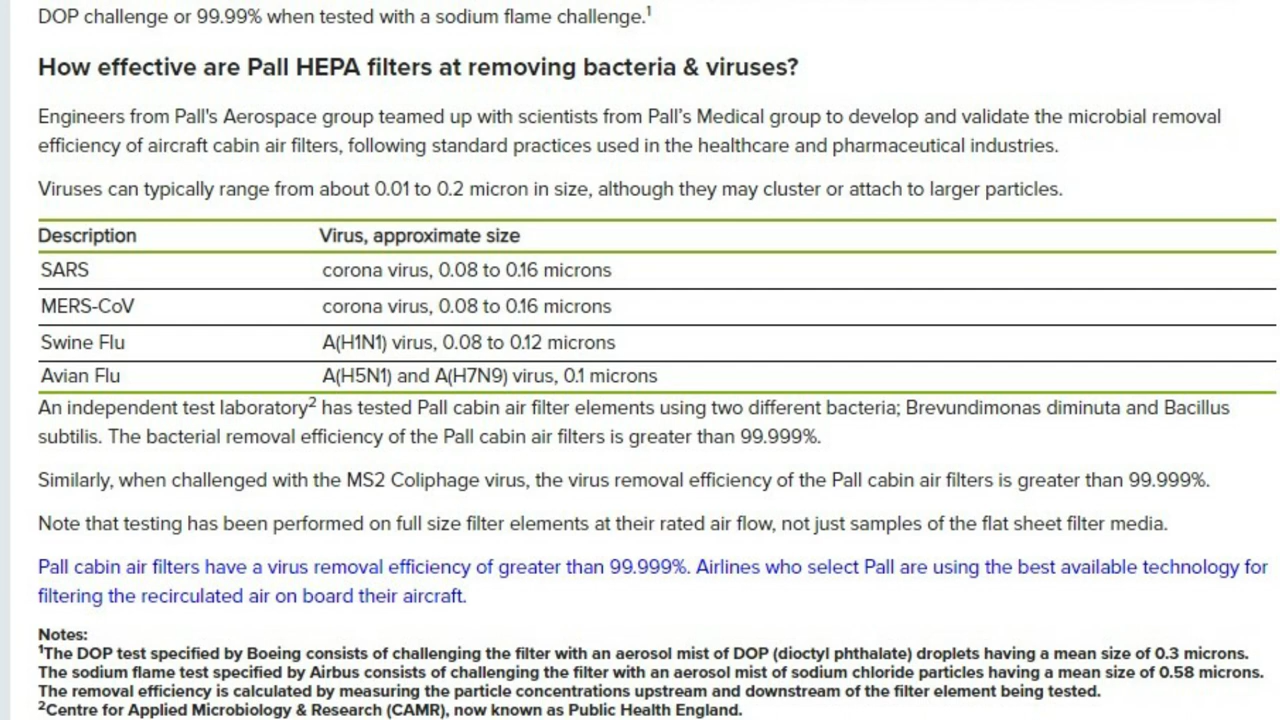 DOP challenge or 99.99% when tested with a sodium flame challenge.¹
How effective are Pall HEPA filters at removing bacteria & viruses?
Engineers from Pall's Aerospace group teamed up with scientists from Pall's Medical group to develop and validate the microbial removal
efficiency of aircraft cabin air filters, following standard practices used in the healthcare and pharmaceutical industries.
Viruses can typically range from about 0.01 to 0.2 micron in size, although they may cluster or attach to larger particles.
Description Virus, approximate size
SARS corona virus, 0.08 to 0.16 microns
MERS-CoV corona virus, 0.08 to 0.16 microns
Swine Flu A(H1N1) virus, 0.08 to 0.12 microns
Avian Flu A(H5N1) and A(H7N9) virus, 0.1 microns
An independent test laboratory² has tested Pall cabin air filter elements using two different bacteria; Brevundimonas diminuta and Bacillus
subtilis. The bacterial removal efficiency of the Pall cabin air filters is greater than 99.999%.
Similarly, when challenged with the MS2 Coliphage virus, the virus removal efficiency of the Pall cabin air filters is greater than 99.999%.
Note that testing has been performed on full size filter elements at their rated air flow, not just samples of the flat sheet filter media.
Pall cabin air filters have a virus removal efficiency of greater than 99.999%. Airlines who select Pall are using the best available technology for
filtering the recirculated air on board their aircraft.
Notes:
¹The DOP test specified by Boeing consists of challenging the filter with an aerosol mist of DOP (dioctyl phthalate) droplets having a mean size of 0.3 microns.
The sodium flame test specified by Airbus consists of challenging the filter with an aerosol mist of sodium chloride particles having a mean size of 0.58 microns.
The removal efficiency is calculated by measuring the particle concentrations upstream and downstream of the filter element being tested.
²Centre for Applied Microbiology & Research (CAMR), now known as Public Health England.